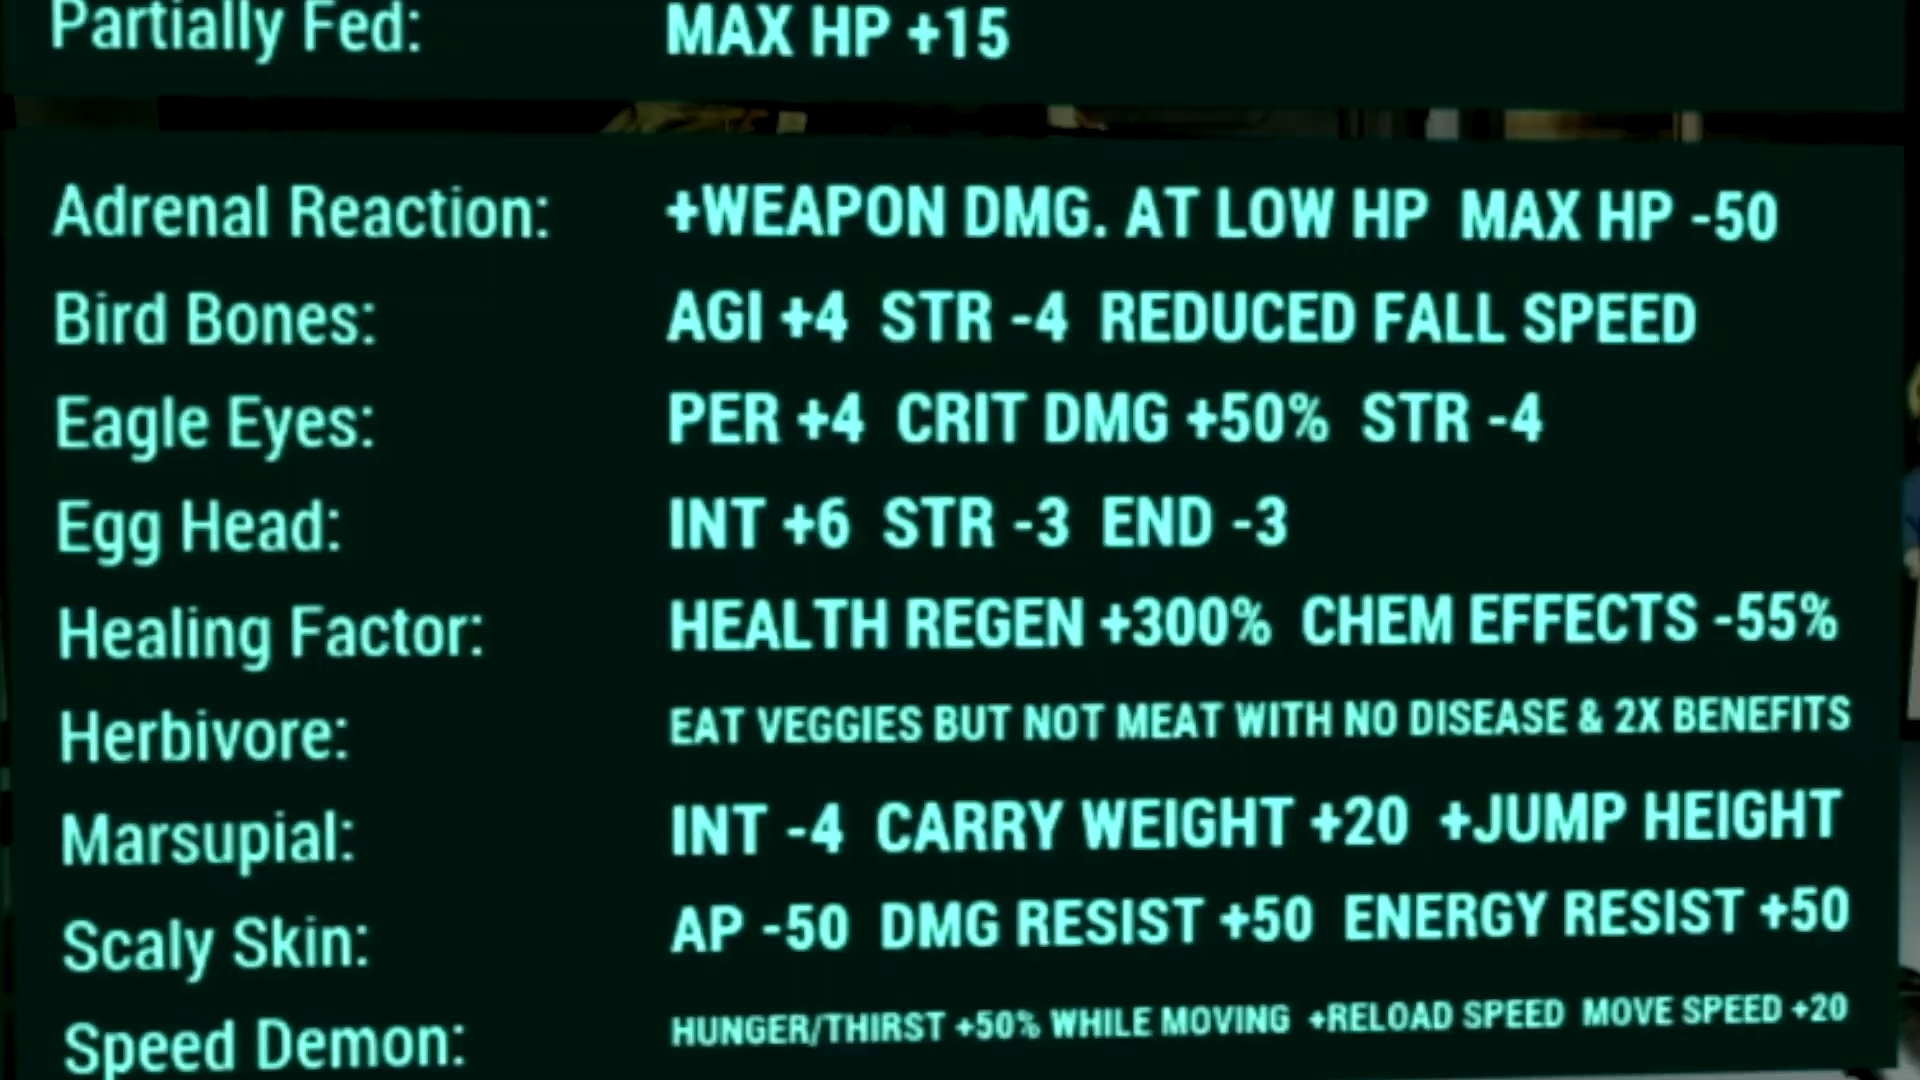 Partially Fed: MAX HP +15
Adrenal Reaction: +WEAPON DMG. AT LOW HP MAX HP -50
Bird Bones: AGI +4 STR -4 REDUCED FALL SPEED
Eagle Eyes: PER +4 CRIT DMG +50% STR -4
Egg Head: INT +6 STR -3 END -3
Healing Factor: HEALTH REGEN +300% CHEM EFFECTS -55%
Herbivore: EAT VEGGIES BUT NOT MEAT WITH NO DISEASE & 2X BENEFITS
Marsupial: INT -4 CARRY WEIGHT +20 +JUMP HEIGHT
Scaly Skin: AP -50 DMG RESIST +50 ENERGY RESIST +50
Speed Demon: HUNGER/THIRST +50% WHILE MOVING +RELOAD SPEED MOVE SPEED +20